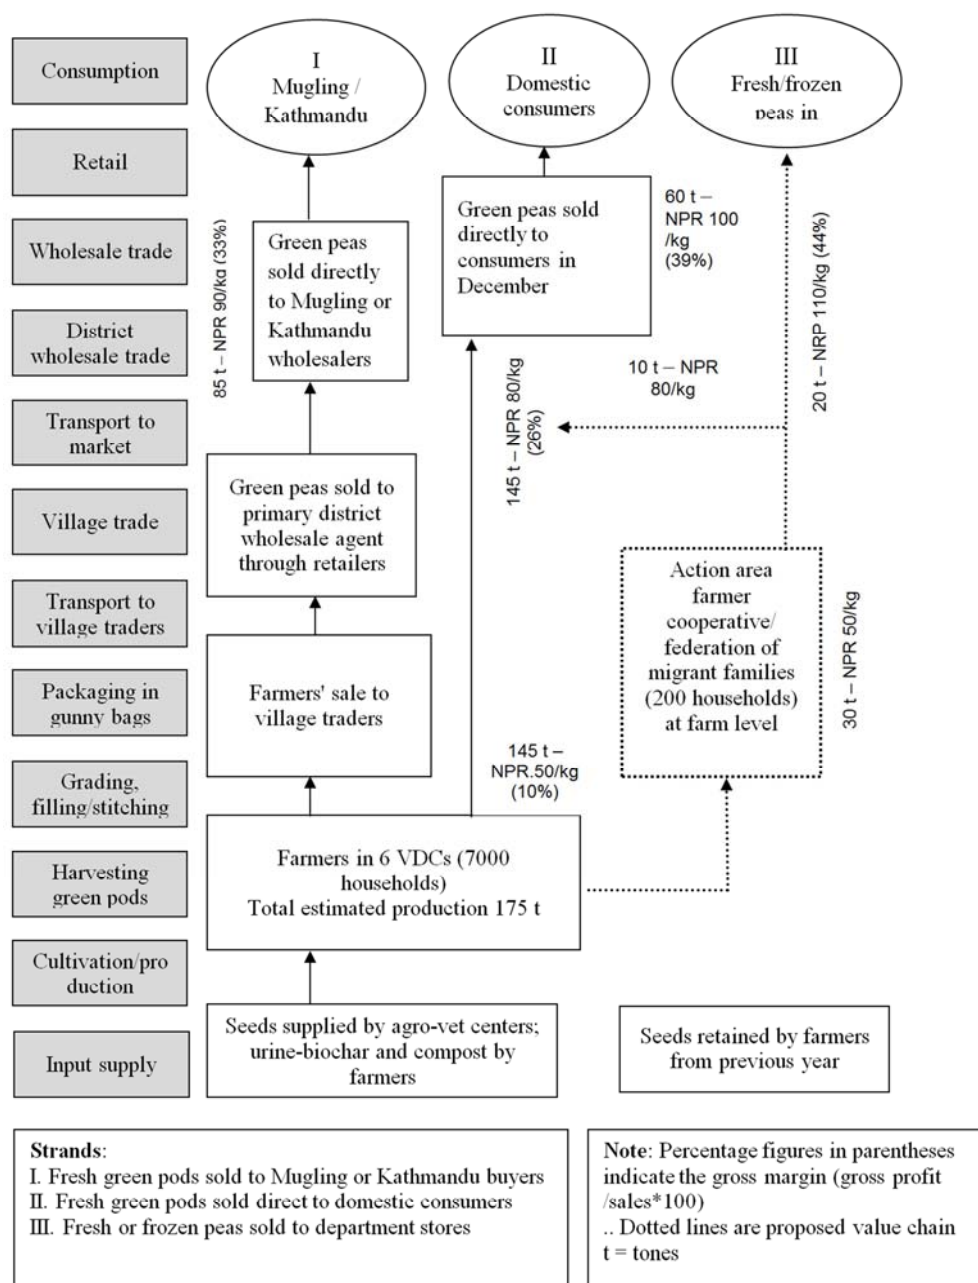 Consumption
Retail
Wholesale trade
District
wholesale trade
Transport to
market
Village trade
Transport to
village traders
Packaging in
gunny bags
Grading,
filling/stitching
Harvesting
green pods
Cultivation/pro
duction
Input supply
I
Mugling /
Kathmandu
85 t – NPR 90/kg (33%)
Green peas
sold directly
to Mugling or
Kathmandu
wholesalers
Green peas sold to
primary district
wholesale agent
through retailers
Farmers' sale to
village traders
II
Domestic
consumers
Green peas sold
directly to
consumers in
December
60 t –
NPR 100
/kg
(39%)
145 t – NPR 80/kg
(26%)
10 t – NPR
80/kg
145 t –
NPR.50/kg
(10%)
III
Fresh/frozen
peas in
20 t – NRP 110/kg (44%)
Action area
farmer
cooperative/
federation of
migrant families
(200 households)
at farm level
30 t – NPR 50/kg
Farmers in 6 VDCs (7000
households)
Total estimated production 175 t
Seeds supplied by agro-vet centers;
urine-biochar and compost by
farmers
Seeds retained by farmers
from previous year
Strands:
I. Fresh green pods sold to Mugling or Kathmandu buyers
II. Fresh green pods sold direct to domestic consumers
III. Fresh or frozen peas sold to department stores
Note: Percentage figures in parentheses
indicate the gross margin (gross profit
/sales*100)
.. Dotted lines are proposed value chain
t = tones